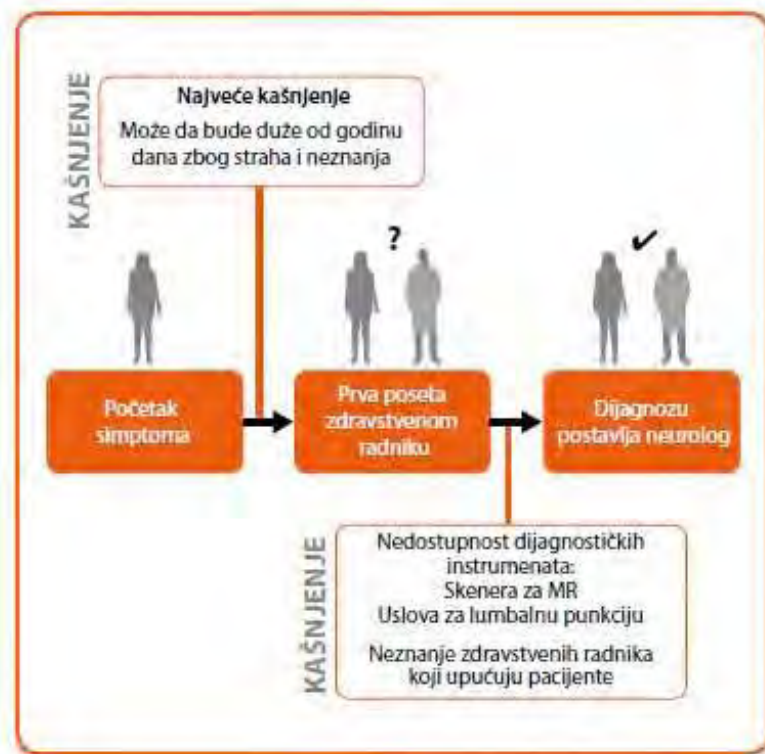 KAŠNJENJE
Najveće kašnjenje
Može da bude duže od godinu
dana zbog straha i neznanja
?
Početak
simptoma
Prva poseta
zdravstvenom
radniku
Dijagnozu
postavlja neurolog
KAŠNJENJE
Nedostupnost dijagnostičkih
instrumenata:
Skenera za MR
Uslova za lumbalnu punkciju
Neznanje zdravstvenih radnika
koji upućuju pacijente